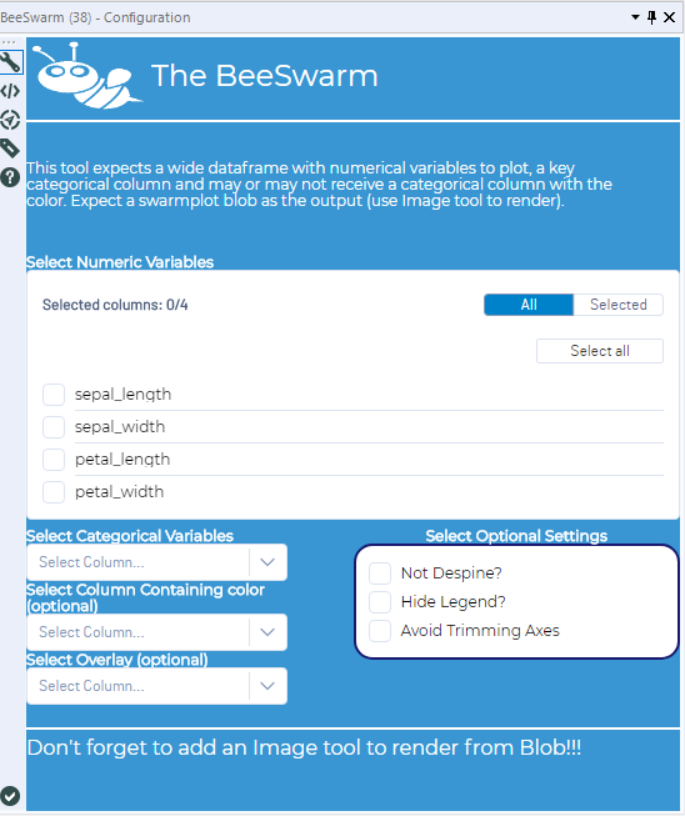 BeeSwarm (38) - Configuration
The BeeSwarm
This tool expects a wide dataframe with numerical variables to plot, a key
categorical column and may or may not receive a categorical column with the
color. Expect a swarmplot blob as the output (use Image tool to render).
Select Numeric Variables
Selected columns: 0/4
All
Selected
Select all
sepal_length
sepal_width
petal_length
petal_width
Select Categorical Variables
Select Column...
Select Column Containing color
(optional)
Select Column...
Select Overlay (optional)
Select Column...
Select Optional Settings
Not Despine?
Hide Legend?
Avoid Trimming Axes
Don't forget to add an Image tool to render from Blob!!!